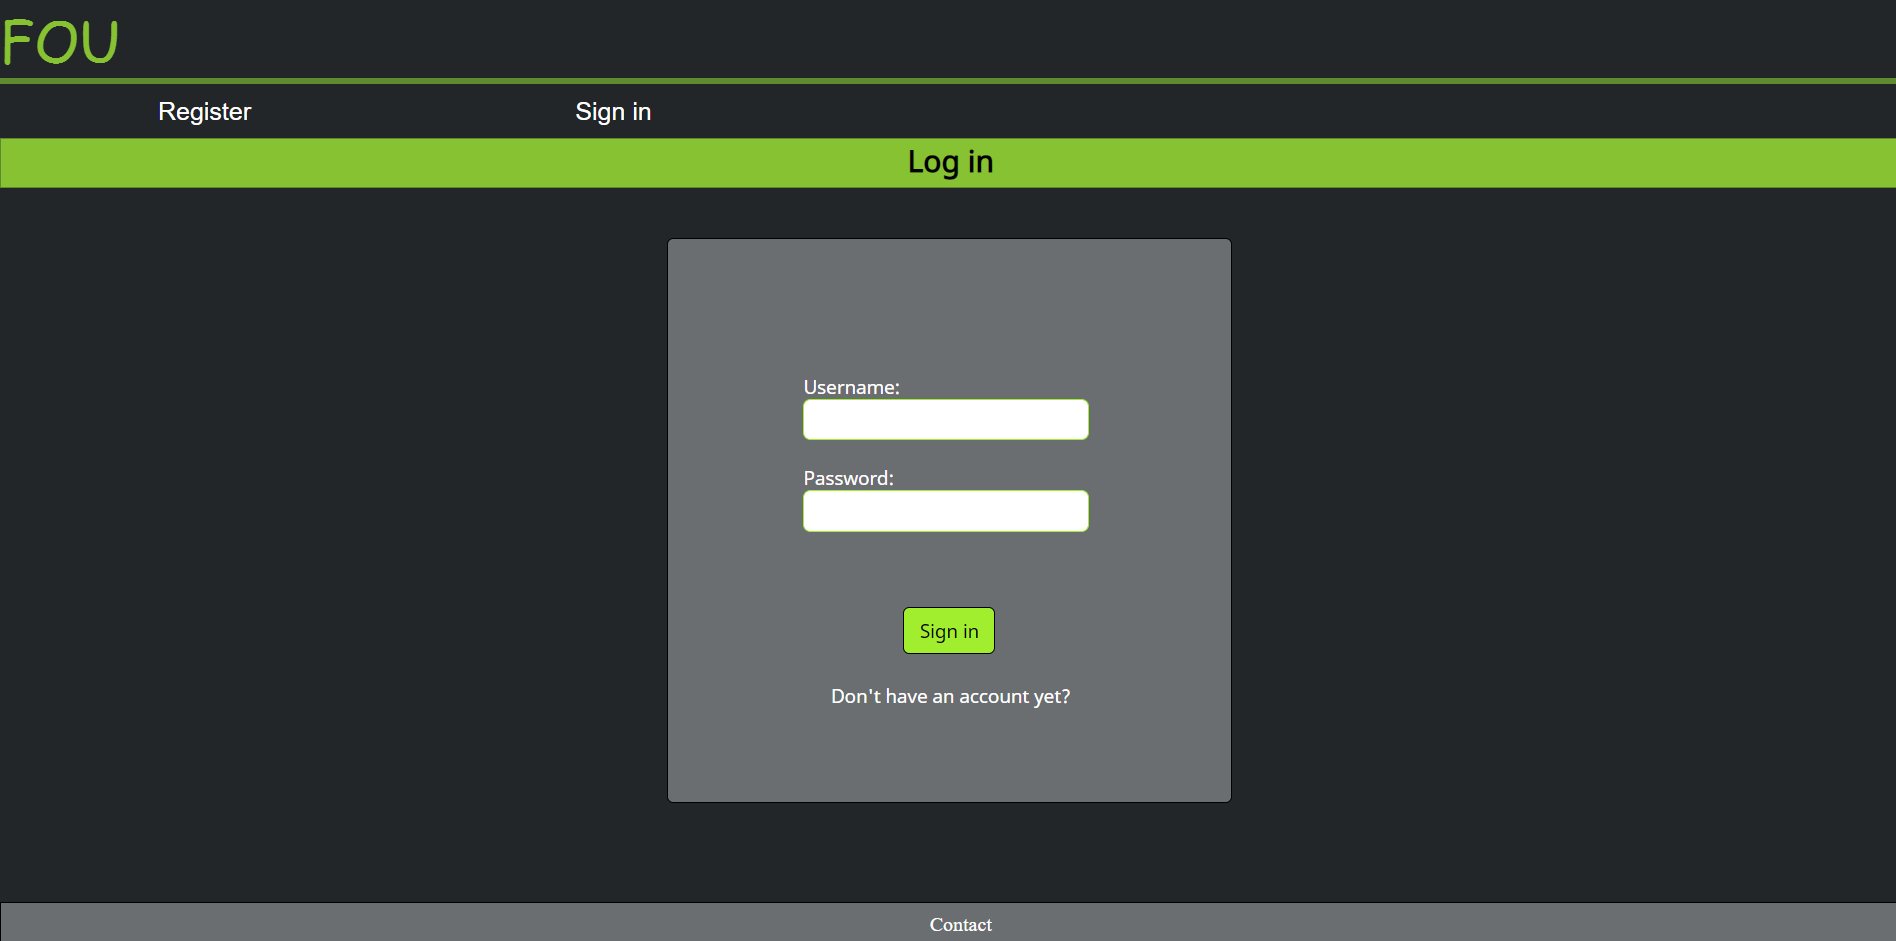 FOU
Register Sign in
Log in
Username:
Password:
Sign in
Don't have an account yet?
Contact